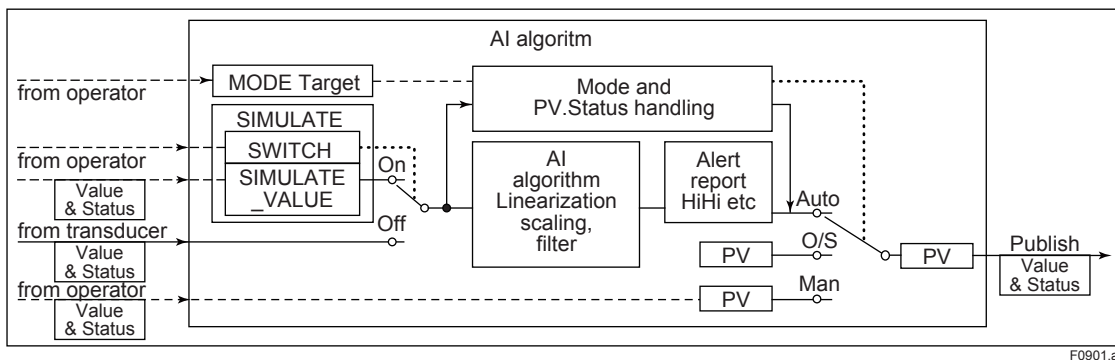 AI algoritm
from operator
MODE Target
Mode and
PV.Status handling
SIMULATE
from operator
SWITCH
On
SIMULATE
_VALUE
Value
& Status
AI
algorithm
Linearization
scaling,
filter
Alert
report
HiHi etc
Auto
from transducer
Off
Value
& Status
PV
O/S
PV
Publish
Value
& Status
from operator
Value
& Status
PV
Man
F0901.ai